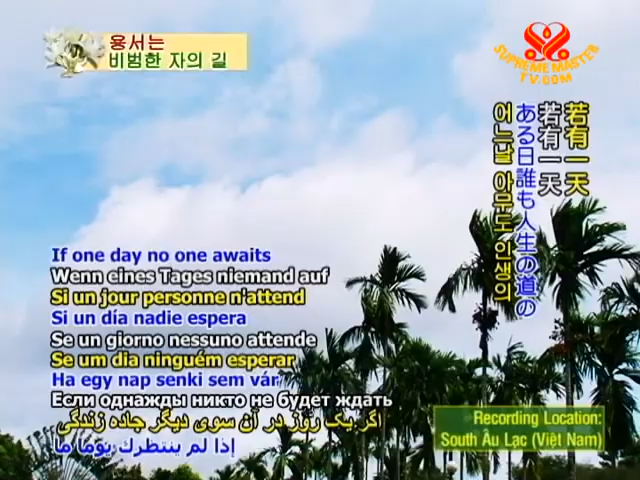 용서는
비범한 자의 길
SUPREME MASTER
TV.COM
若有一天
若有一天
ある日誰も人生の道の
어느날 아무도 인생의
If one day no one awaits
Wenn eines Tages niemand auf
Si un jour personne n'attend
Si un día nadie espera
Se un giorno nessuno attende
Se um dia ninguém esperar
Ha egy nap senki sem vár
Если однажды никто не будет ждать
اگر یک روز در آن سوی دیگر جاده زندگی
إذا لم ينتظرك يوما ما
Recording Location:
South Âu Lạc (Việt Nam)